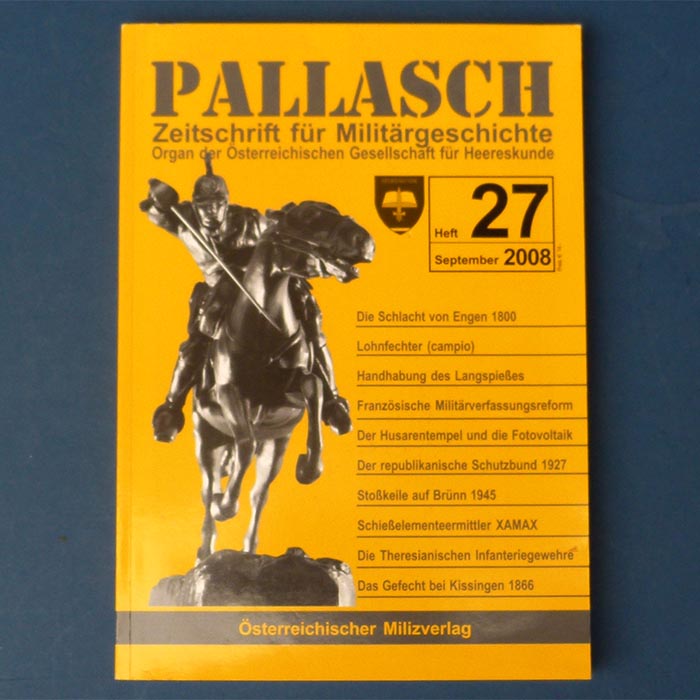 PALLASCH
Zeitschrift für Militärgeschichte
Organ der Österreichischen Gesellschaft für Heereskunde
Heft 27
September 2008
Die Schlacht von Engen 1800
Lohnfechter (campio)
Handhabung des Langspießes
Französische Militärverfassungsreform
Der Husarentempel und die Fotovoltaik
Der republikanische Schutzbund 1927
Stoßkeile auf Brünn 1945
Schießelementeermittler XAMAX
Die Theresianischen Infanteriegewehre
Das Gefecht bei Kissingen 1866
Österreichischer Milizverlag